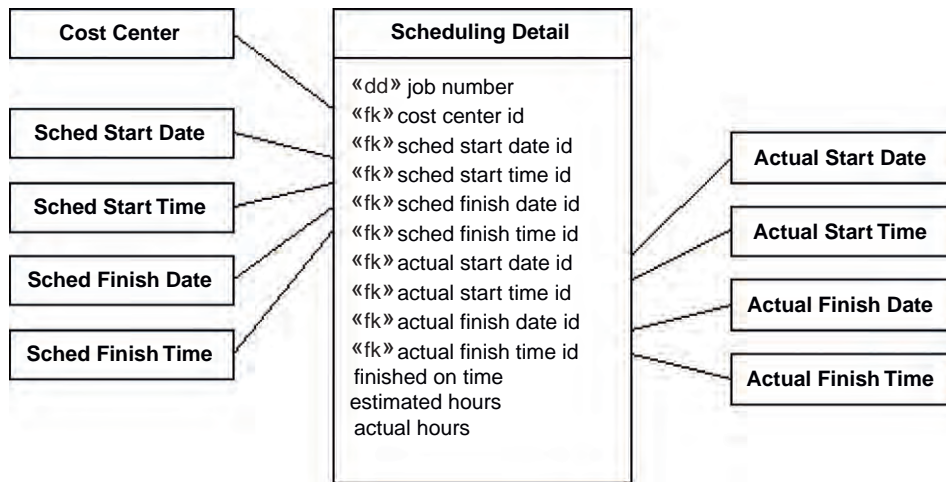 Cost Center
Sched Start Date
Sched Start Time
Sched Finish Date
Sched Finish Time
Scheduling Detail
«dd» job number
«fk» cost center id
«fk» sched start date id
«fk» sched start time id
«fk» sched finish date id
«fk» sched finish time id
«fk» actual start date id
«fk» actual start time id
«fk» actual finish date id
«fk» actual finish time id
finished on time
estimated hours
actual hours
Actual Start Date
Actual Start Time
Actual Finish Date
Actual Finish Time